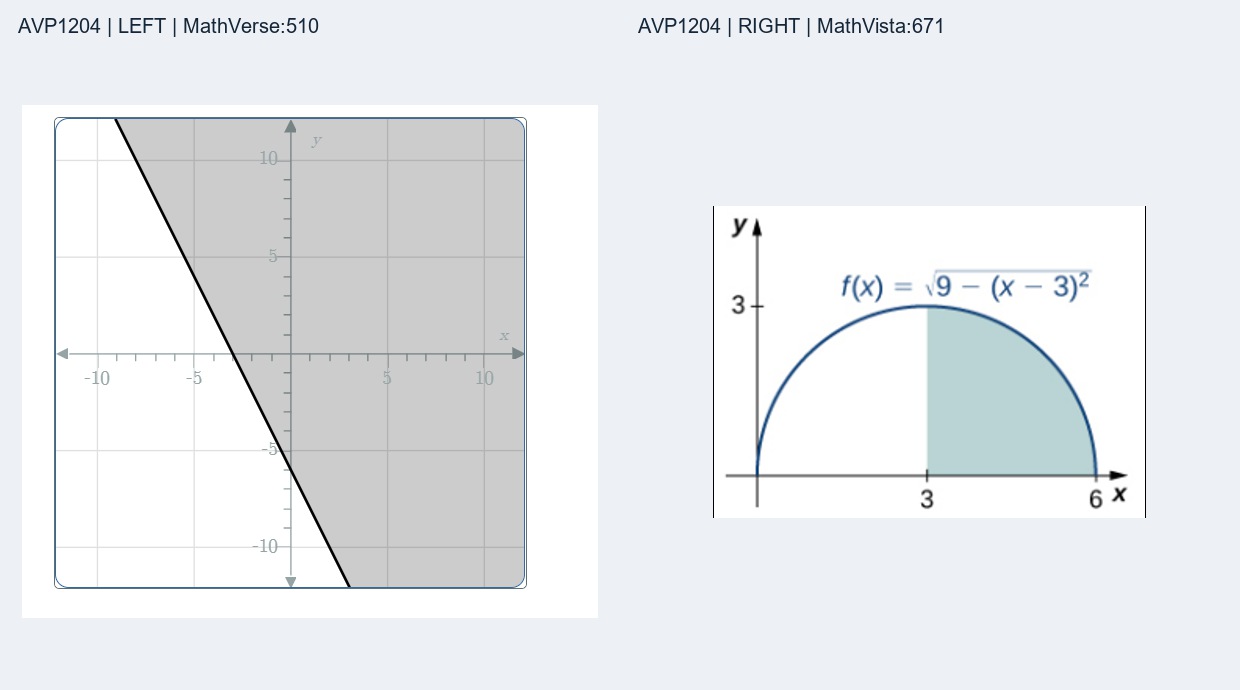 AVP1204 | LEFT | MathVerse:510
AVP1204 | RIGHT | MathVista:671
y
10
5
x
-10
-5
5
10
-5
-10
y
f(x) = √9 − (x − 3)²
3
3
6
x